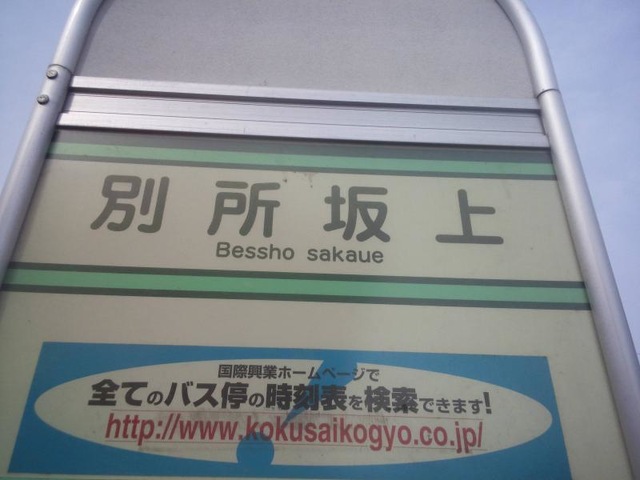 別所坂上
Bessho sakaue
国際興業ホームページで
全てのバス停の時刻表を検索できます!
http://www.kokusaikogyo.co.jp/